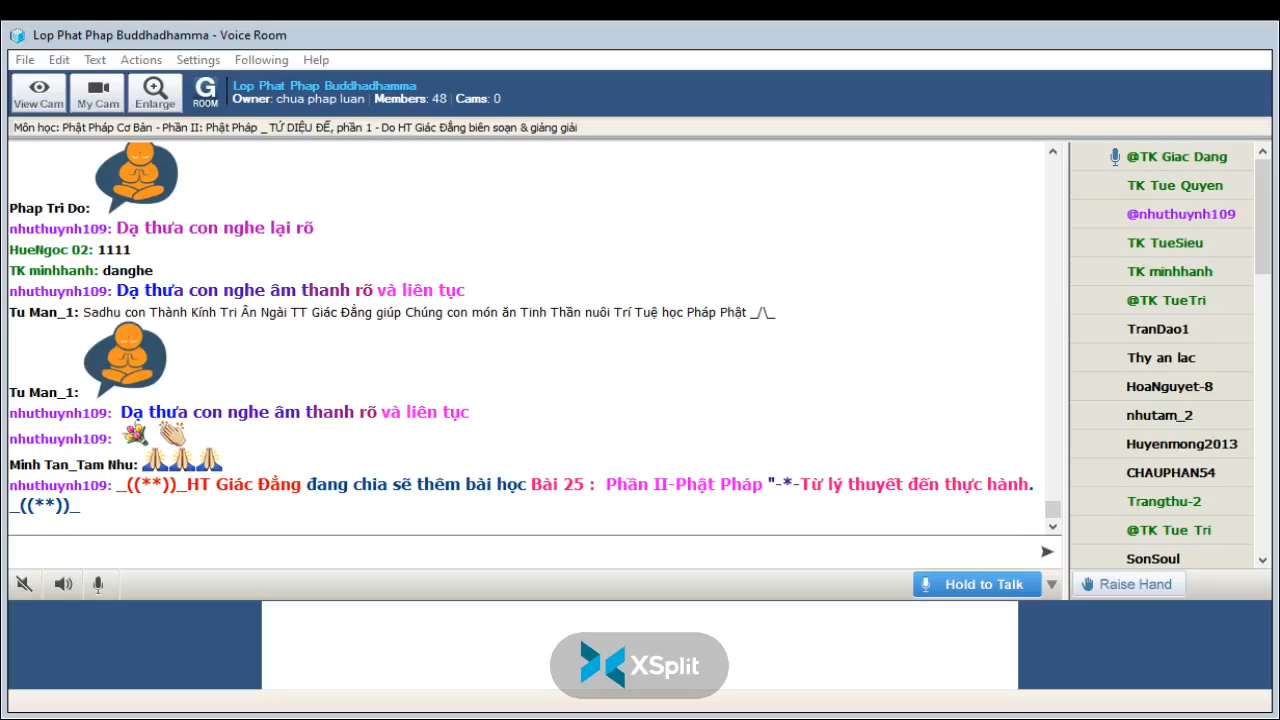 Lop Phat Phap Buddhadhamma - Voice Room
File Edit Text Actions Settings Following Help
View Cam My Cam Enlarge G ROOM
Lop Phat Phap Buddhadhamma
Owner: chua phap luan | Members: 48 | Cams: 0
Môn học: Phật Pháp Cơ Bản - Phần II: Phật Pháp _ TỨ DIỆU ĐẾ, phần 1 - Do HT Giác Đẳng biên soạn & giảng giải
Phap Tri Do:
nhuthuynh109: Dạ thưa con nghe lại rõ
HueNgoc 02: 1111
TK minhhanh: danghe
nhuthuynh109: Dạ thưa con nghe âm thanh rõ và liên tục
Tu Man_1: Sadhu con Thành Kính Tri Ân Ngài TT Giác Đẳng giúp Chúng con món ăn Tinh Thần nuôi Trí Tuệ học Pháp Phật _/\_
Tu Man_1:
nhuthuynh109: Dạ thưa con nghe âm thanh rõ và liên tục
nhuthuynh109:
Minh Tan_Tam Nhu:
nhuthuynh109: _((**))_HT Giác Đẳng đang chia sẽ thêm bài học Bài 25 : Phần II-Phật Pháp "-*-Từ lý thuyết đến thực hành.
_((**))_
@TK Giac Dang
TK Tue Quyen
@nhuthuynh109
TK TueSieu
TK minhhanh
@TK TueTri
TranDao1
Thy an lac
HoaNguyet-8
nhutam_2
Huyenmong2013
CHAUPHAN54
Trangthu-2
@TK Tue Tri
SonSoul
Hold to Talk
Raise Hand
XSplit